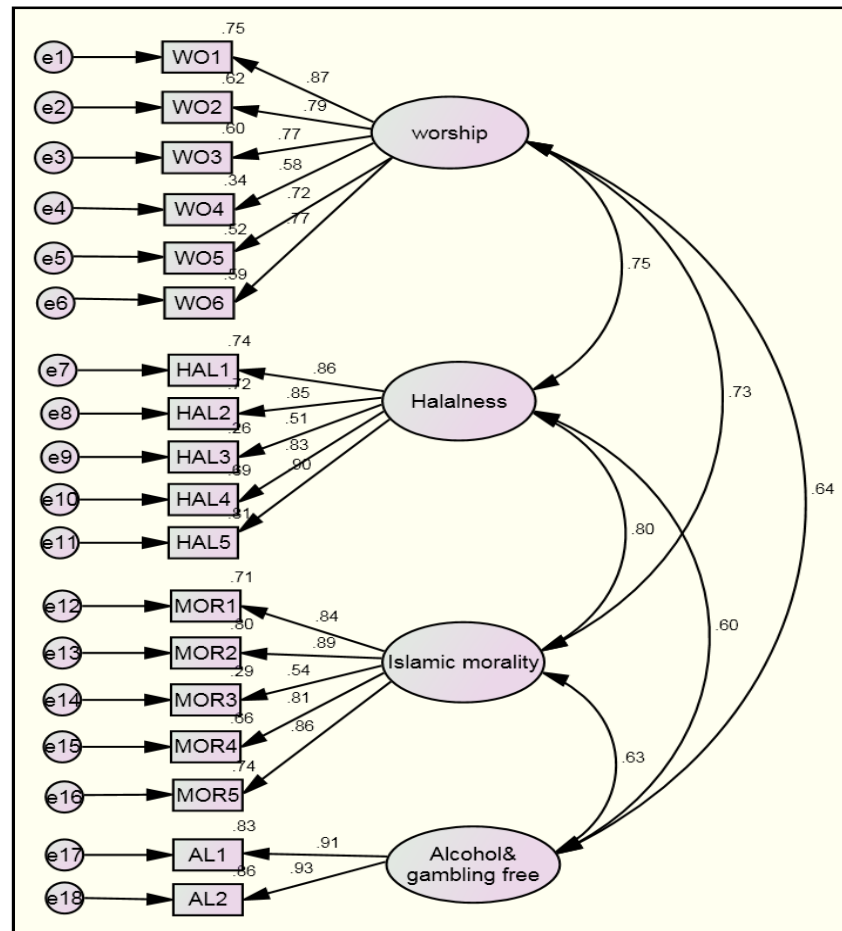 .75
e1 WO1
.87
.62
e2 WO2
.79
.60
e3 WO3
.77
worship
.58
.34
e4 WO4
.72
.77
.52
e5 WO5
.59
e6 WO6
.75
.74
e7 HAL1
.86
.72
e8 HAL2
.85
Halalness
.73
.51
.26
e9 HAL3
.83
.90
.69
e10 HAL4
.81
e11 HAL5
.64
.80
.71
e12 MOR1
.84
.80
e13 MOR2
.89
Islamic morality
.60
.54
.29
e14 MOR3
.81
.66
e15 MOR4
.86
.74
e16 MOR5
.63
.83
e17 AL1
.91
Alcohol&
gambling free
.93
.86
e18 AL2